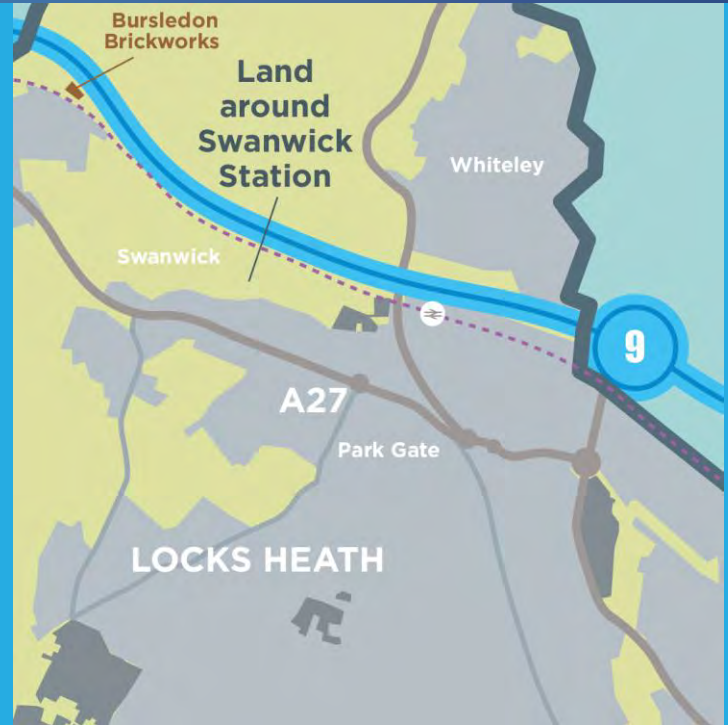 Bursledon
Brickworks
Land
around
Swanwick
Station
Whiteley
Swanwick
9
A27
Park Gate
LOCKS HEATH